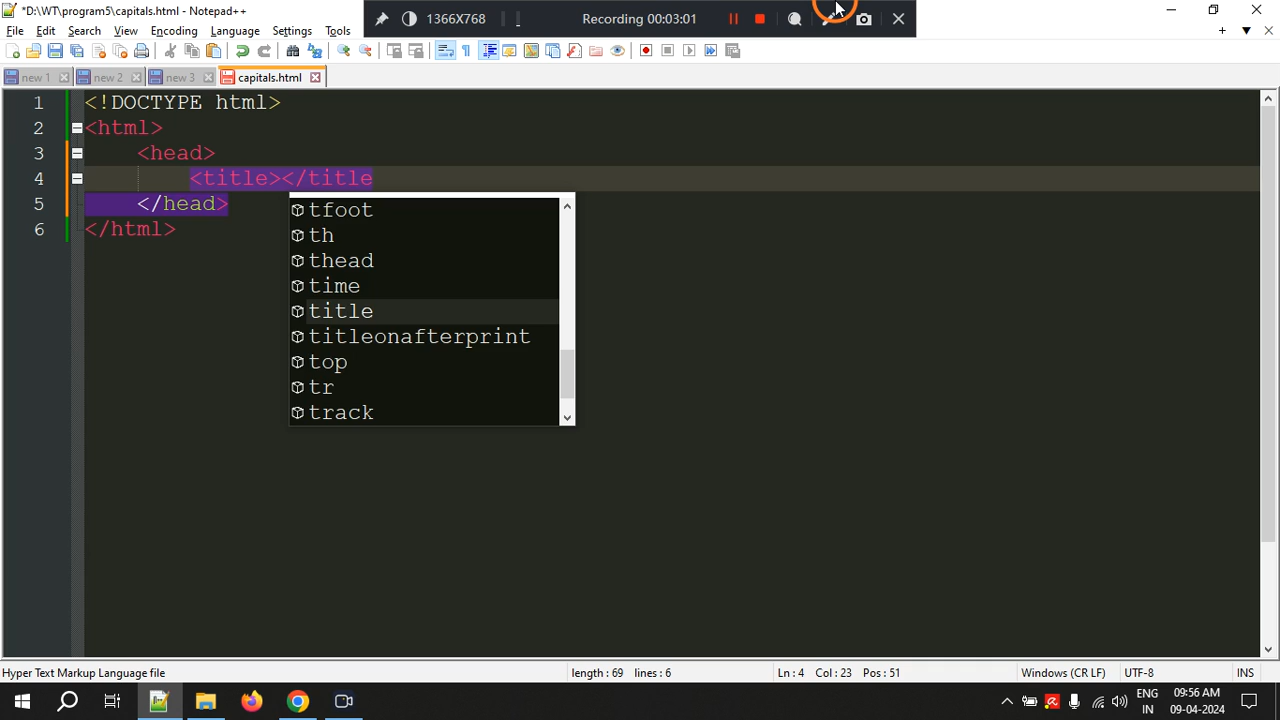 *D:\WT\program5\capitals.html - Notepad++
1366X768
Recording 00:03:01
File Edit Search View Encoding Language Settings Tools
new 1 new 2 new 3 capitals.html
1 <!DOCTYPE html>
2 <html>
3 <head>
4 <title></title
5 </head>
6 </html>
tfoot
th
thead
time
title
titleonafterprint
top
tr
track
Hyper Text Markup Language file length : 69 lines : 6 Ln : 4 Col : 23 Pos : 51 Windows (CR LF) UTF-8 INS
ENG 09:56 AM
IN 09-04-2024